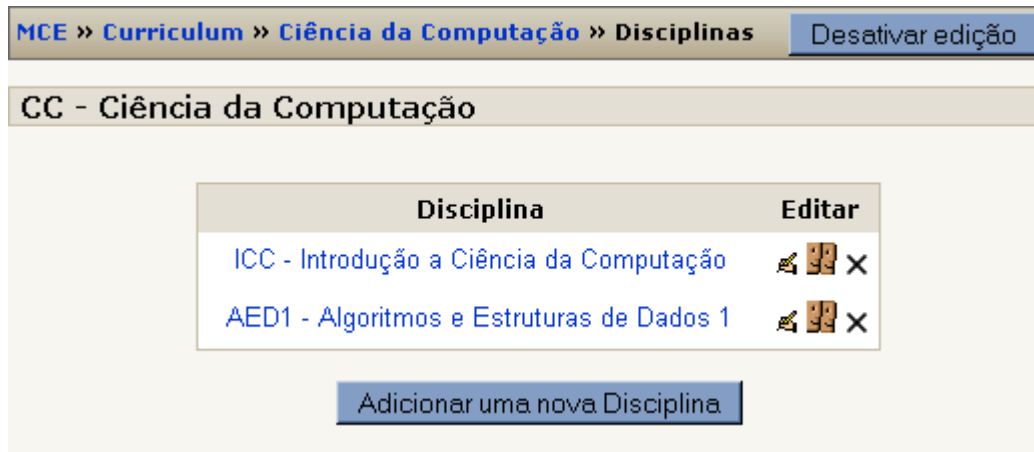 MCE » Curriculum » Ciência da Computação » Disciplinas Desativar edição
CC - Ciência da Computação
Disciplina Editar
ICC - Introdução a Ciência da Computação
AED1 - Algoritmos e Estruturas de Dados 1
Adicionar uma nova Disciplina